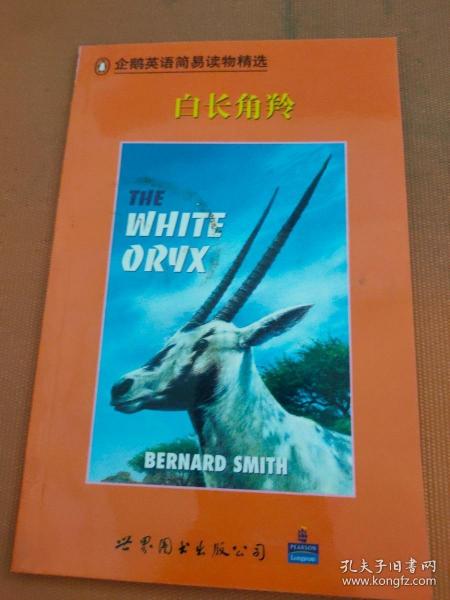 企鹅英语简易读物精选
白长角羚
THE
WHITE
ORYX
BERNARD SMITH
世界图书出版公司
PEARSON
Longman
孔夫子旧书网
www.kongfz.com